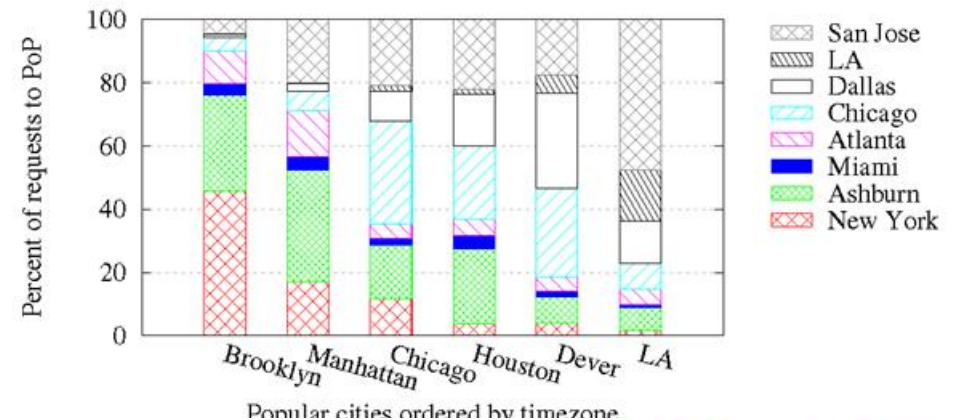 Percent of requests to PoP
100
80
60
40
20
0
Brooklyn
Manhattan
Chicago
Houston
Dever
LA
Popular cities ordered by timezone
San Jose
LA
Dallas
Chicago
Atlanta
Miami
Ashburn
New York